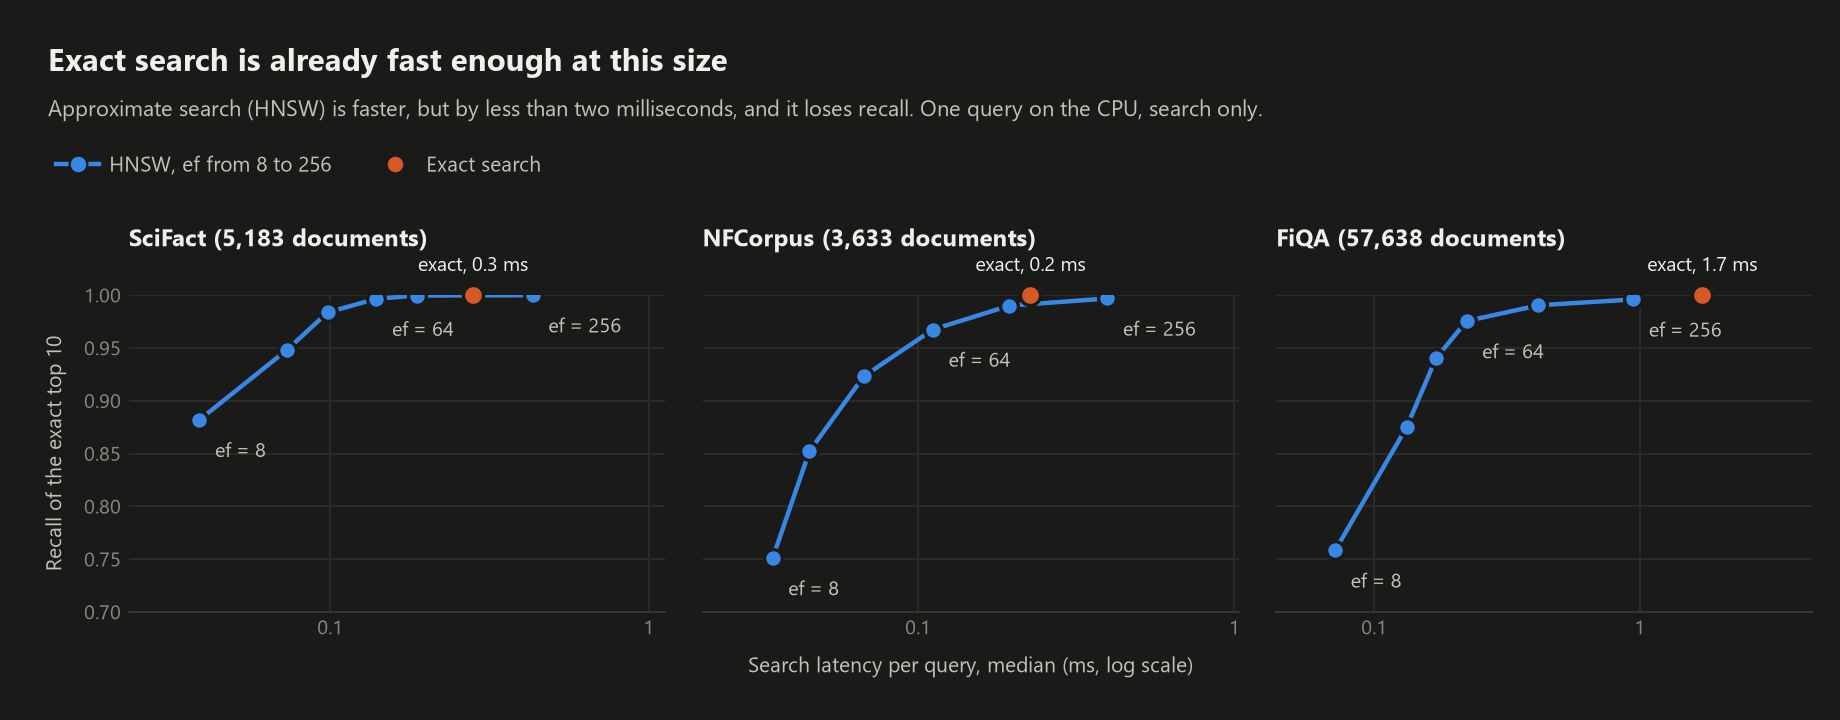 Exact search is already fast enough at this size
Approximate search (HNSW) is faster, but by less than two milliseconds, and it loses recall. One query on the CPU, search only.
HNSW, ef from 8 to 256
Exact search
SciFact (5,183 documents)
exact, 0.3 ms
ef = 64
ef = 256
ef = 8
NFCorpus (3,633 documents)
exact, 0.2 ms
ef = 256
ef = 64
ef = 8
FiQA (57,638 documents)
exact, 1.7 ms
ef = 256
ef = 64
ef = 8
Recall of the exact top 10
1.00
0.95
0.90
0.85
0.80
0.75
0.70
0.1
1
0.1
1
0.1
1
Search latency per query, median (ms, log scale)